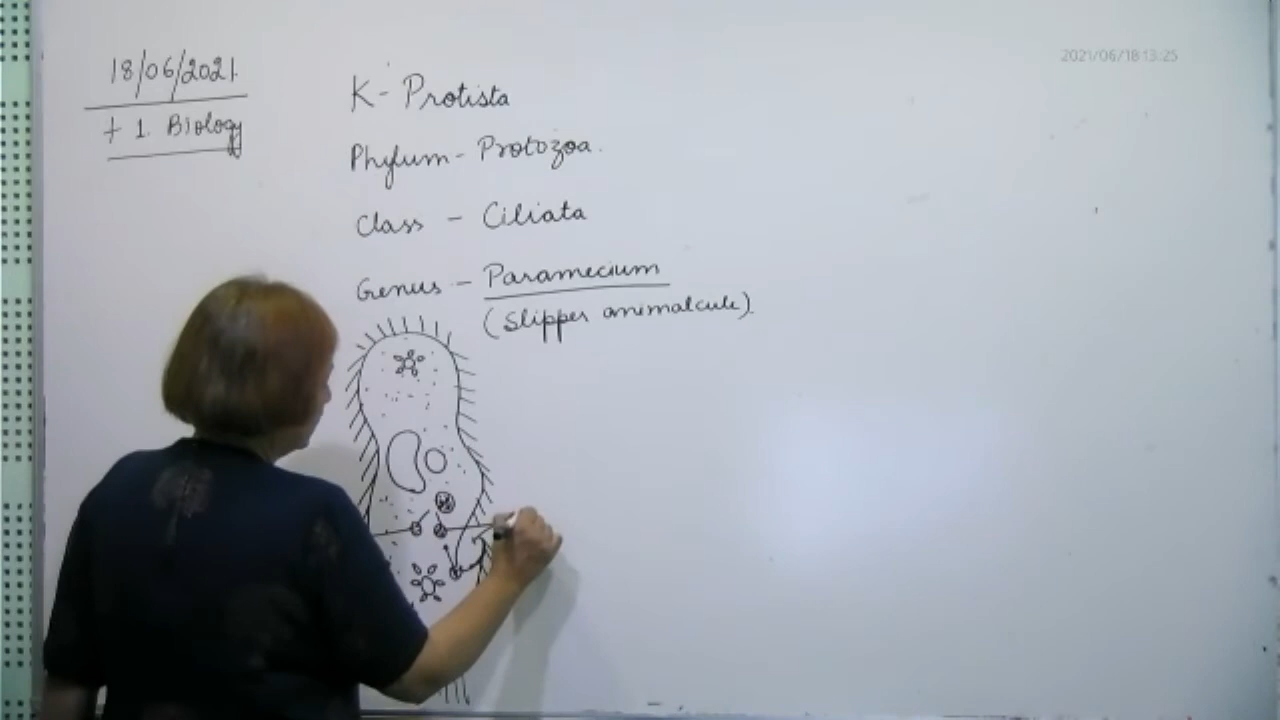 18/06/2021
+ 1. Biology
K - Protista
Phylum - Protozoa.
Class - Ciliata
Genus - Paramecium
(Slipper animalcule).
2021/06/18 13:25